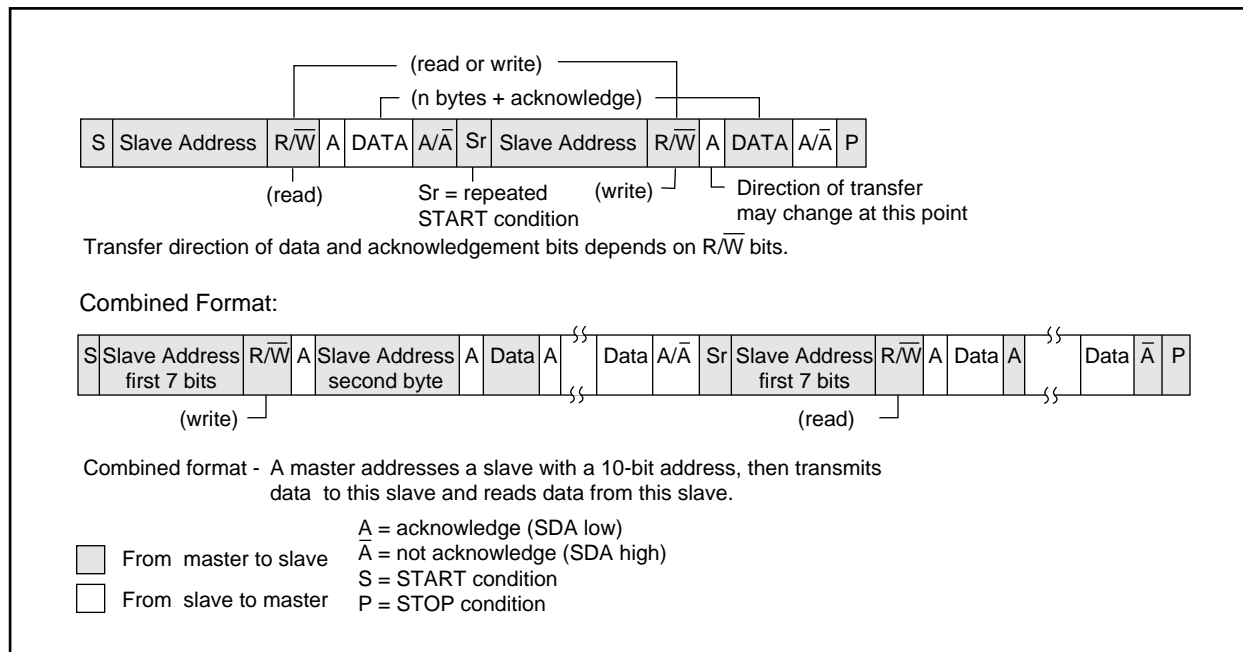 (read or write)
(n bytes + acknowledge)
S Slave Address R/W̅ A DATA A/A̅ Sr Slave Address R/W̅ A DATA A/A̅ P
(read) Sr = repeated (write) Direction of transfer
START condition may change at this point
Transfer direction of data and acknowledgement bits depends on R/W̅ bits.
Combined Format:
S Slave Address R/W̅ A Slave Address A Data A Data A/A̅ Sr Slave Address R/W̅ A Data A Data A̅ P
first 7 bits second byte first 7 bits
(write) (read)
Combined format - A master addresses a slave with a 10-bit address, then transmits
data to this slave and reads data from this slave.
A = acknowledge (SDA low)
From master to slave A̅ = not acknowledge (SDA high)
S = START condition
From slave to master P = STOP condition